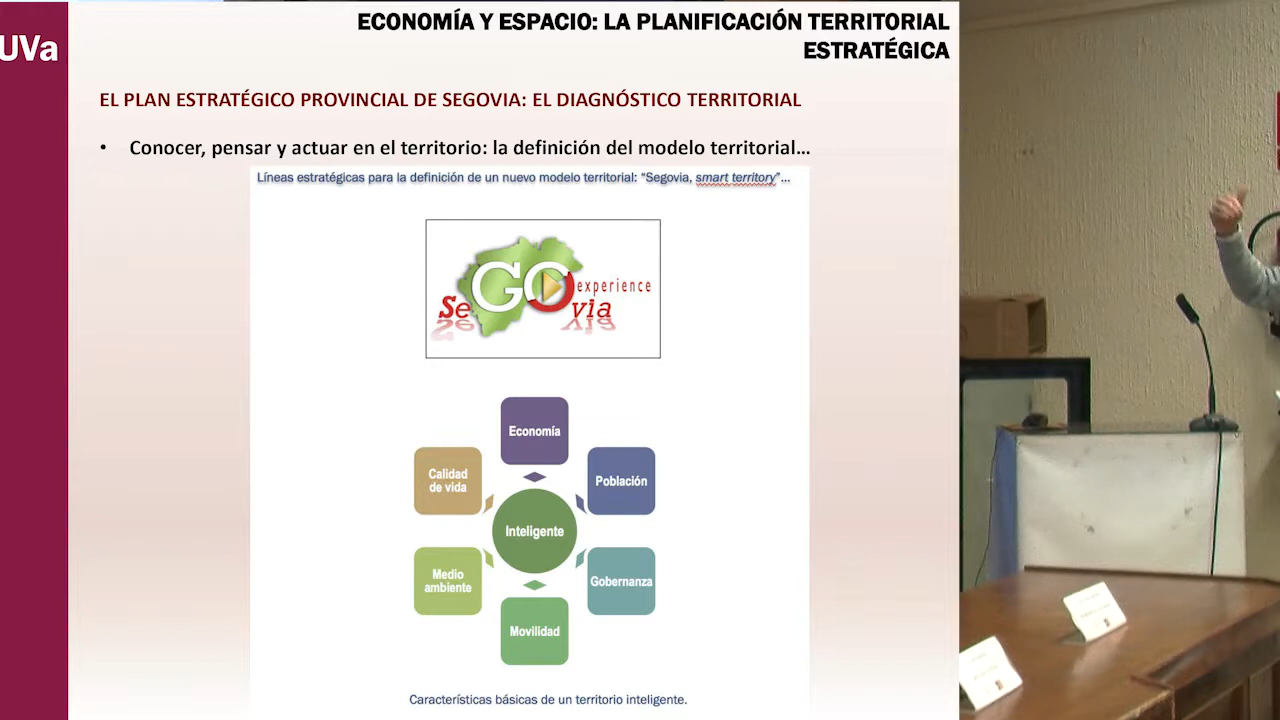 UVa
ECONOMÍA Y ESPACIO: LA PLANIFICACIÓN TERRITORIAL
ESTRATÉGICA
EL PLAN ESTRATÉGICO PROVINCIAL DE SEGOVIA: EL DIAGNÓSTICO TERRITORIAL
• Conocer, pensar y actuar en el territorio: la definición del modelo territorial...
Líneas estratégicas para la definición de un nuevo modelo territorial: “Segovia, smart territory”...
SeGOvia
experience
Economía
Calidad
de vida
Población
Inteligente
Medio
ambiente
Gobernanza
Movilidad
Características básicas de un territorio inteligente.